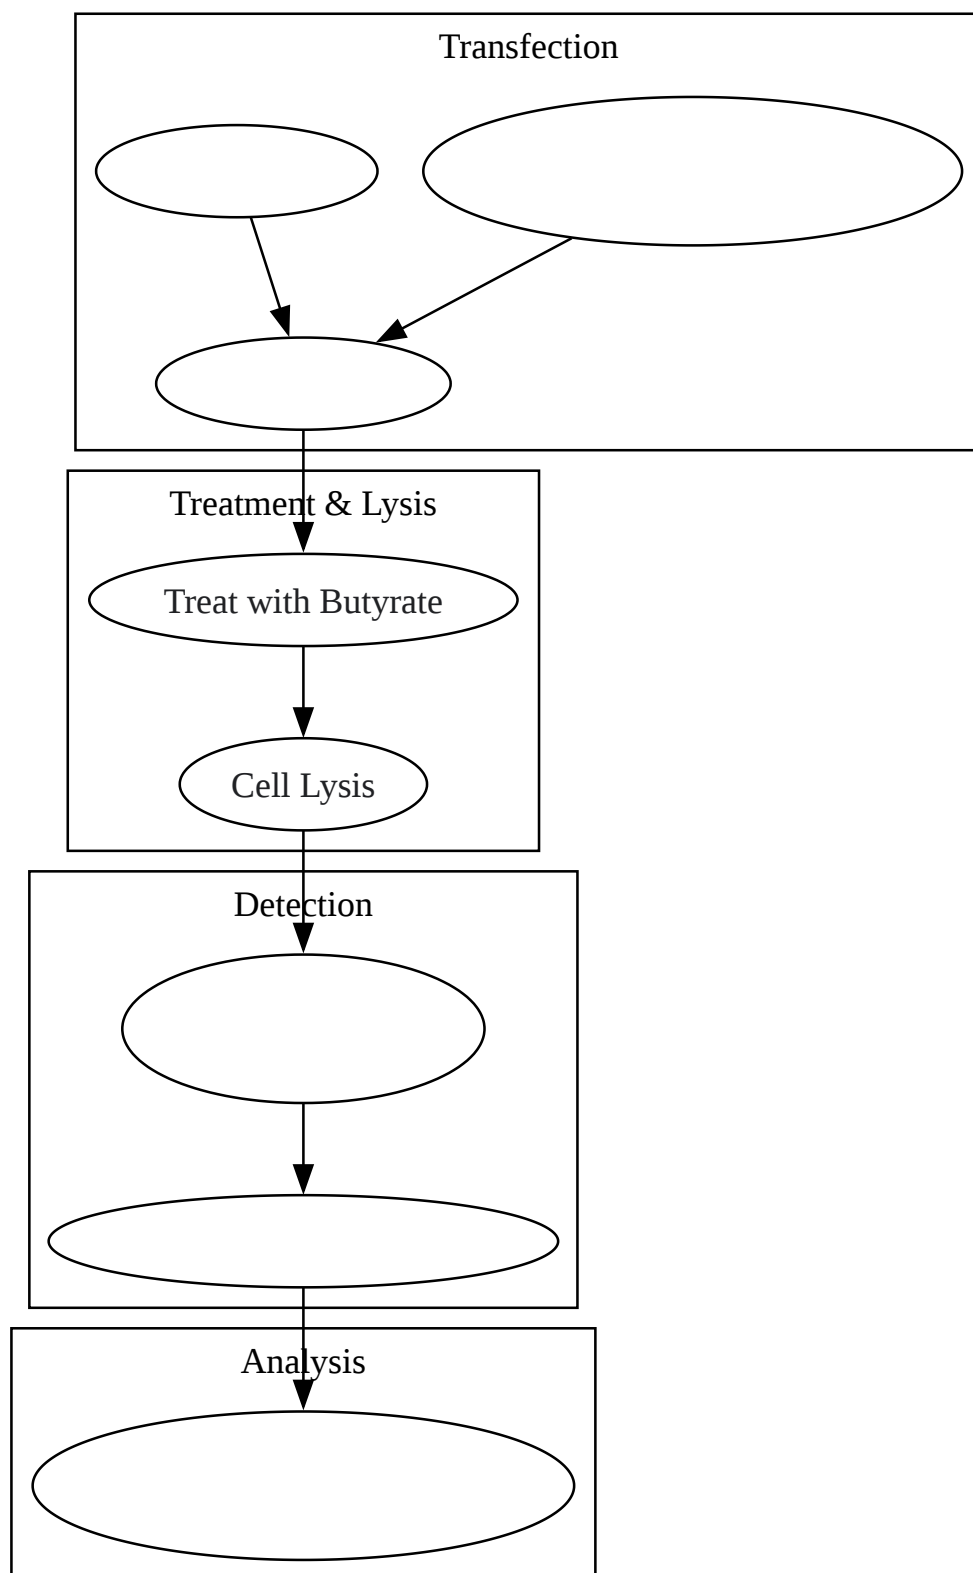 Transfection
Treatment & Lysis
Treat with Butyrate
Cell Lysis
Detection
Analysis